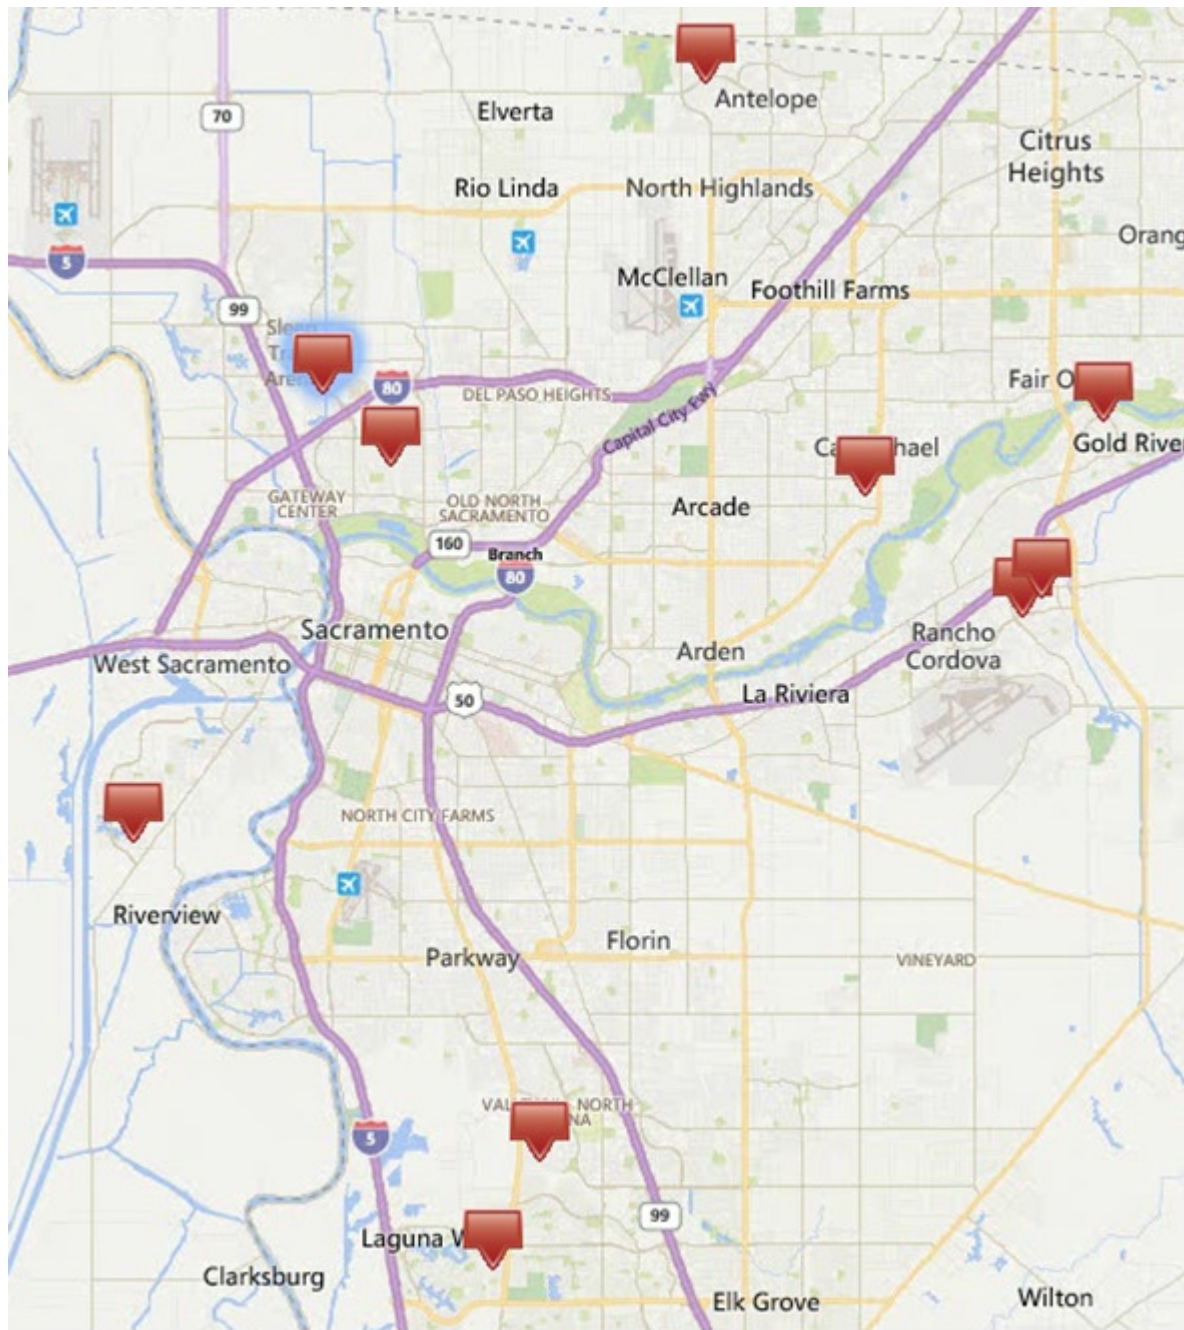 Antelope
Elverta
70
Citrus
Heights
Rio Linda
North Highlands
Orang
5
McClellan
Foothill Farms
99
80
DEL PASO HEIGHTS
Fair O
Capital City Fwy
Gold River
GATEWAY
CENTER
OLD NORTH
SACRAMENTO
Arcade
160
Branch
80
Sacramento
Rancho
Cordova
West Sacramento
Arden
50
La Riviera
NORTH CITY FARMS
Riverview
Parkway
Florin
VINEYARD
NORTH
5
99
Laguna W
Clarksburg
Elk Grove
Wilton